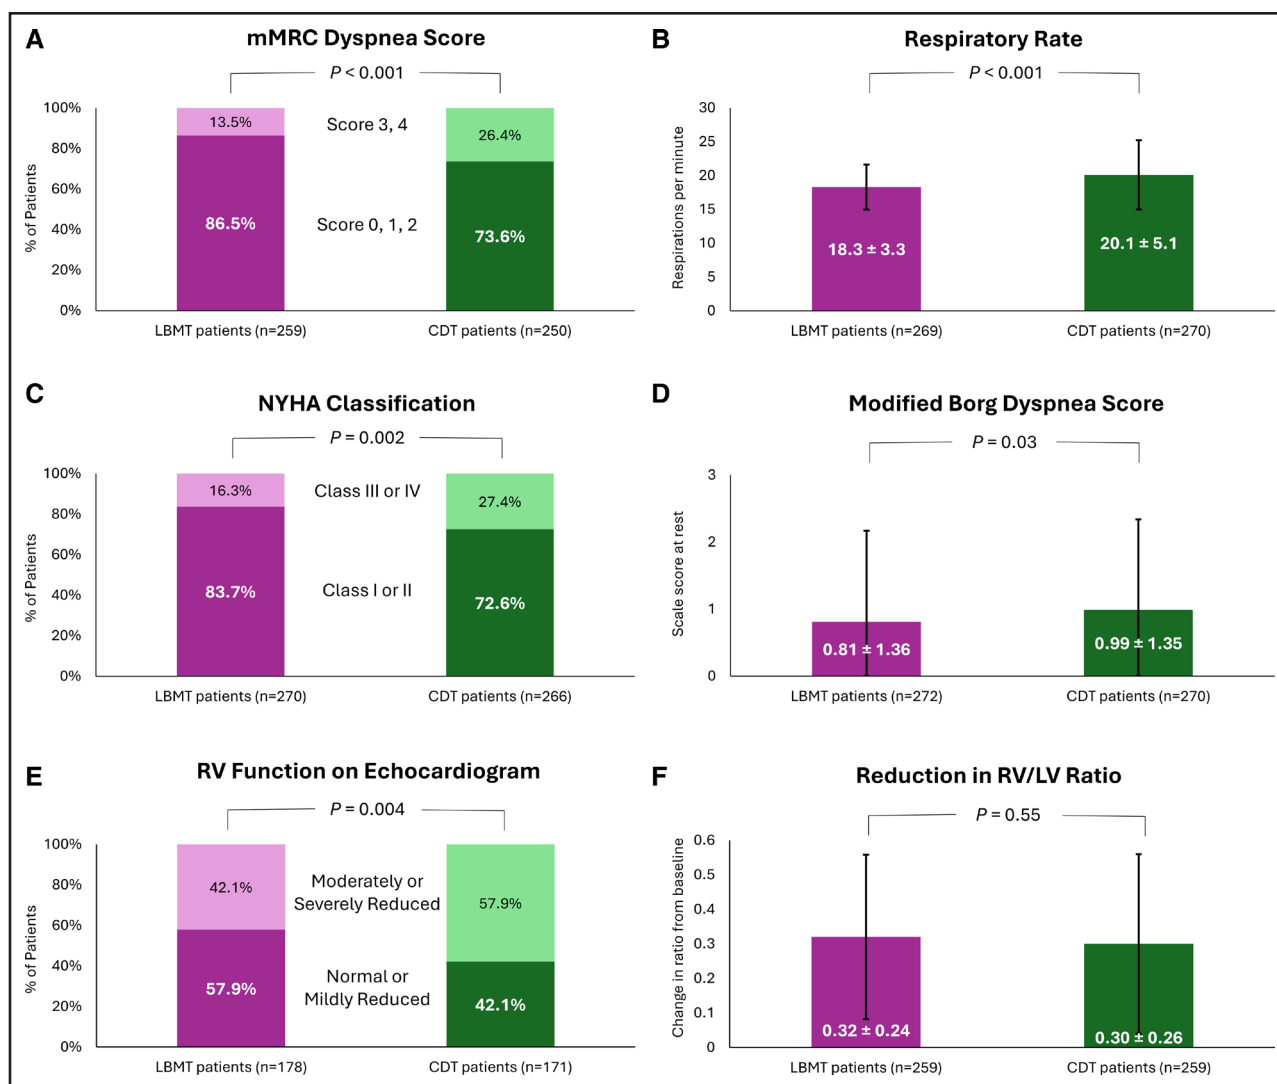 A
mMRC Dyspnea Score
P < 0.001
% of Patients
100%
80%
60%
40%
20%
0%
13.5%
Score 3, 4
26.4%
86.5%
Score 0, 1, 2
73.6%
LBMT patients (n=259)
CDT patients (n=250)
B
Respiratory Rate
P < 0.001
Respirations per minute
30
25
20
15
10
5
0
18.3 ± 3.3
20.1 ± 5.1
LBMT patients (n=269)
CDT patients (n=270)
C
NYHA Classification
P = 0.002
% of Patients
100%
80%
60%
40%
20%
0%
16.3%
Class III or IV
27.4%
83.7%
Class I or II
72.6%
LBMT patients (n=270)
CDT patients (n=266)
D
Modified Borg Dyspnea Score
P = 0.03
Scale score at rest
3
2
1
0
0.81 ± 1.36
0.99 ± 1.35
LBMT patients (n=272)
CDT patients (n=270)
E
RV Function on Echocardiogram
P = 0.004
% of Patients
100%
80%
60%
40%
20%
0%
42.1%
Moderately or
Severely Reduced
57.9%
57.9%
Normal or
Mildly Reduced
42.1%
LBMT patients (n=178)
CDT patients (n=171)
F
Reduction in RV/LV Ratio
P = 0.55
Change in ratio from baseline
0.6
0.5
0.4
0.3
0.2
0.1
0
0.32 ± 0.24
0.30 ± 0.26
LBMT patients (n=259)
CDT patients (n=259)